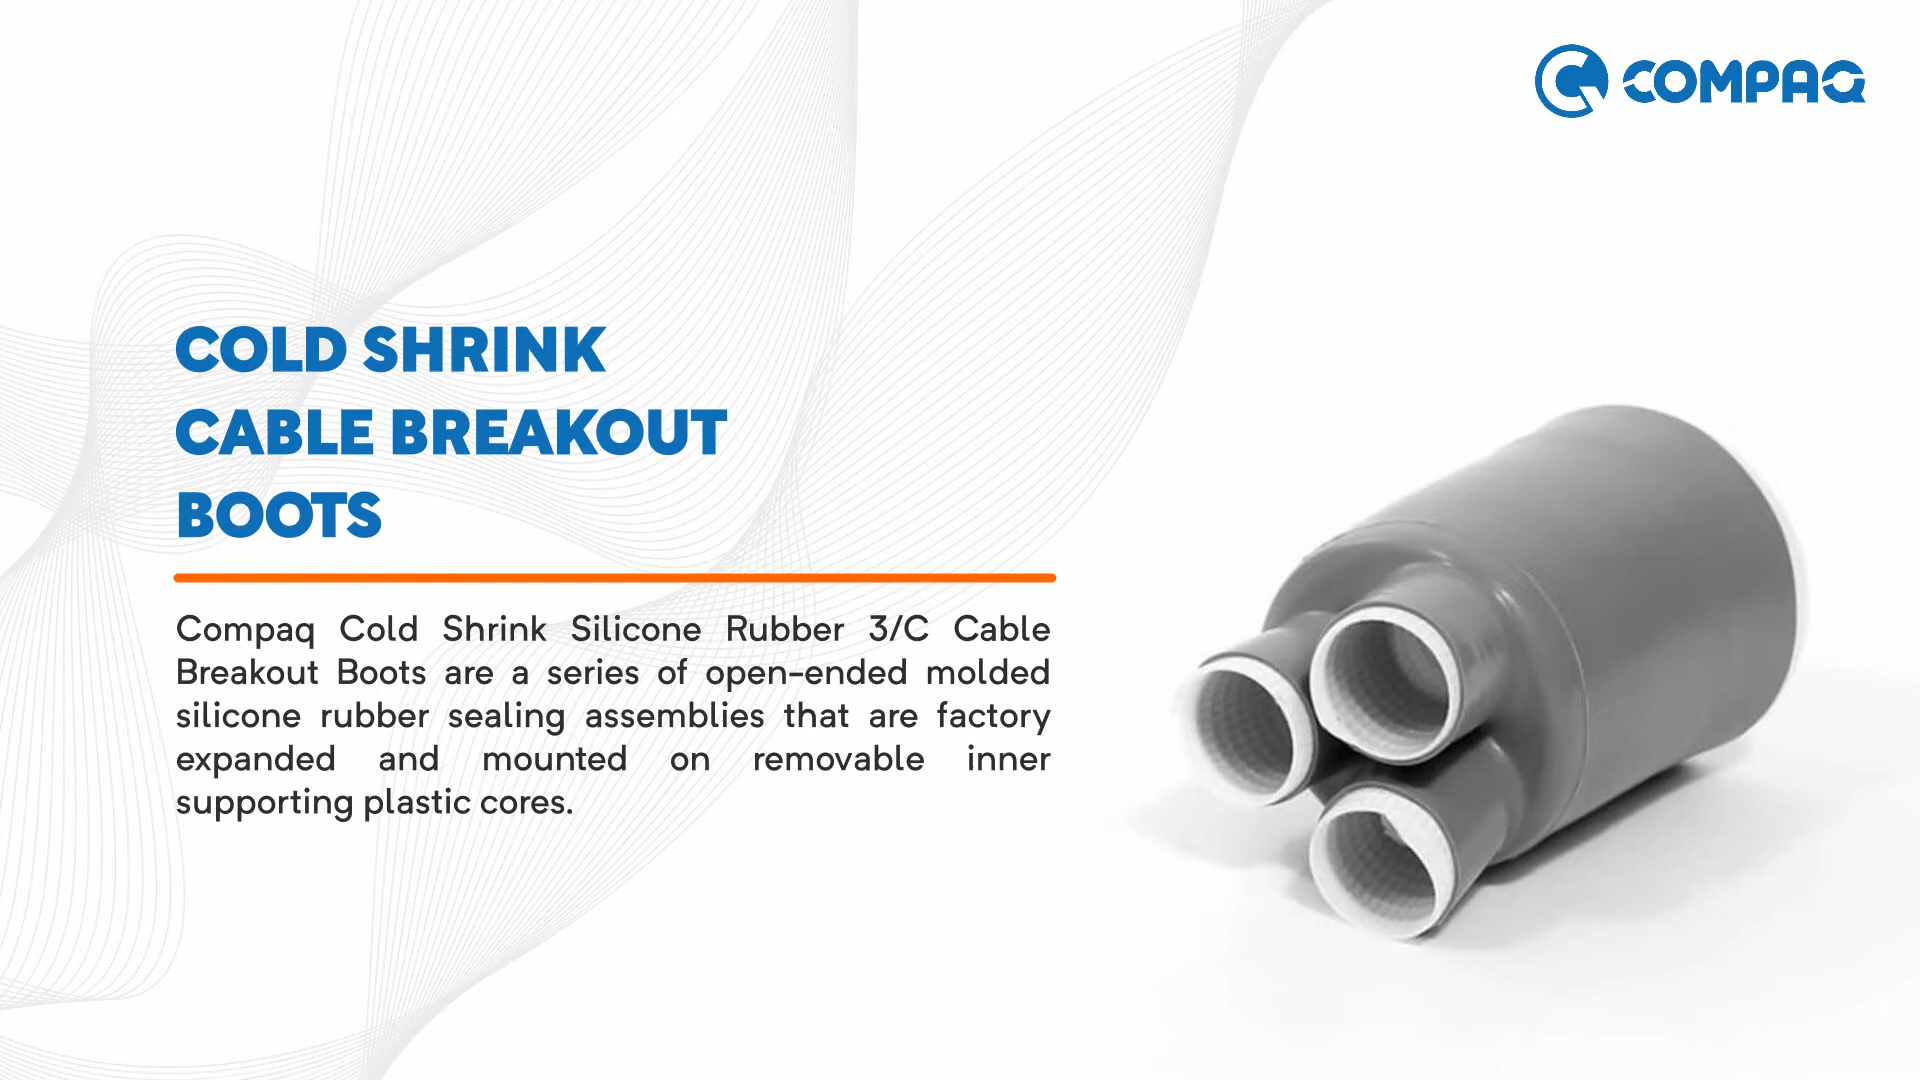 COMPAQ
COLD SHRINK
CABLE BREAKOUT
BOOTS
Compaq Cold Shrink Silicone Rubber 3/C Cable
Breakout Boots are a series of open-ended molded
silicone rubber sealing assemblies that are factory
expanded and mounted on removable inner
supporting plastic cores.